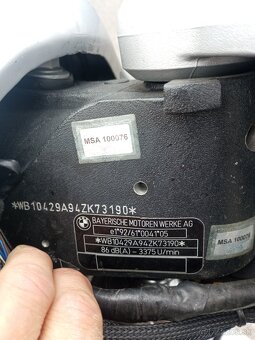 MSA 100076
*WB10429A94ZK73190*
BAYERISCHE MOTOREN WERKE AG
e1*92/61*0041*05
*WB10429A94ZK73190*
86 dB(A) - 3375 U/min
MSA 100076